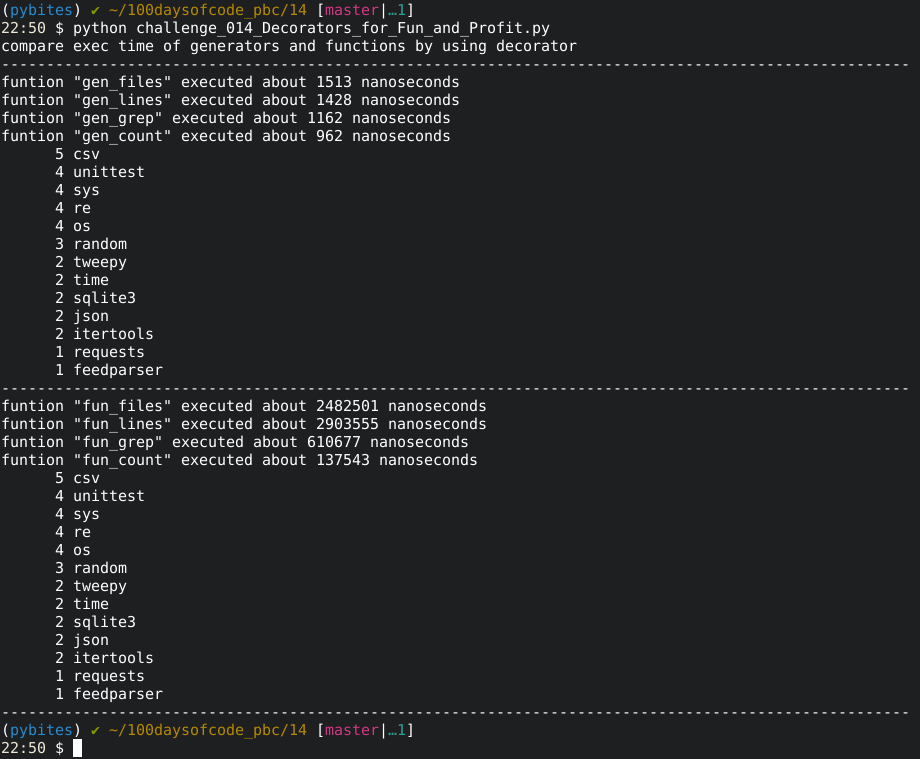 (pybites) ✔ ~/100daysofcode_pbc/14 [master|…1]
22:50 $ python challenge_014_Decorators_for_Fun_and_Profit.py
compare exec time of generators and functions by using decorator
-----------------------------------------------------------------------------------------------------
funtion "gen_files" executed about 1513 nanoseconds
funtion "gen_lines" executed about 1428 nanoseconds
funtion "gen_grep" executed about 1162 nanoseconds
funtion "gen_count" executed about 962 nanoseconds
      5 csv
      4 unittest
      4 sys
      4 re
      4 os
      3 random
      2 tweepy
      2 time
      2 sqlite3
      2 json
      2 itertools
      1 requests
      1 feedparser
-----------------------------------------------------------------------------------------------------
funtion "fun_files" executed about 2482501 nanoseconds
funtion "fun_lines" executed about 2903555 nanoseconds
funtion "fun_grep" executed about 610677 nanoseconds
funtion "fun_count" executed about 137543 nanoseconds
      5 csv
      4 unittest
      4 sys
      4 re
      4 os
      3 random
      2 tweepy
      2 time
      2 sqlite3
      2 json
      2 itertools
      1 requests
      1 feedparser
-----------------------------------------------------------------------------------------------------
(pybites) ✔ ~/100daysofcode_pbc/14 [master|…1]
22:50 $